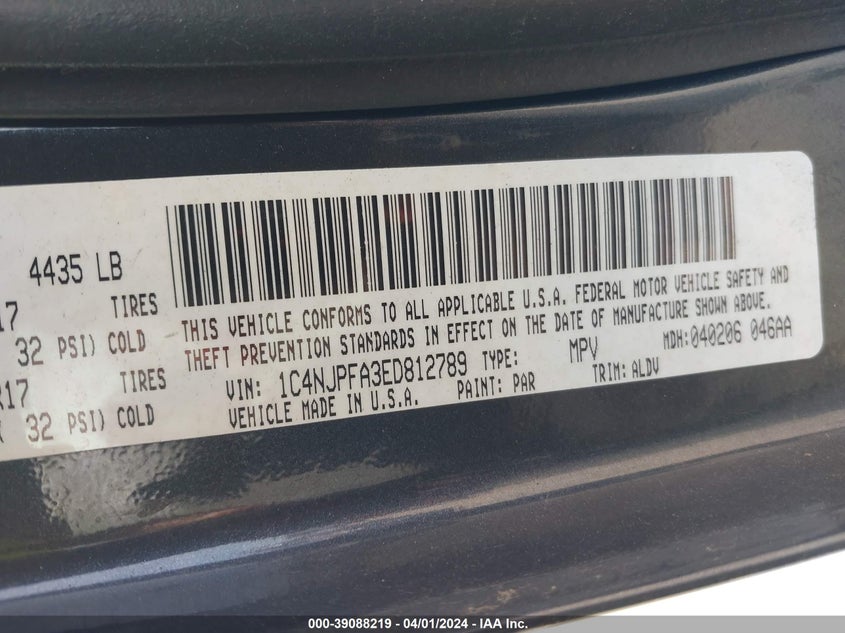 4435 LB
17 TIRES
32 PSI) COLD
R17 TIRES
32 PSI) COLD
THIS VEHICLE CONFORMS TO ALL APPLICABLE U.S.A. FEDERAL MOTOR VEHICLE SAFETY AND
THEFT PREVENTION STANDARDS IN EFFECT ON THE DATE OF MANUFACTURE SHOWN ABOVE.
VIN: 1C4NJPFA3ED812789 TYPE: MPV MDH:040206 046AA
VEHICLE MADE IN U.S.A. PAINT: PAR TRIM: ALDV
000-39088219 - 04/01/2024 - IAA Inc.